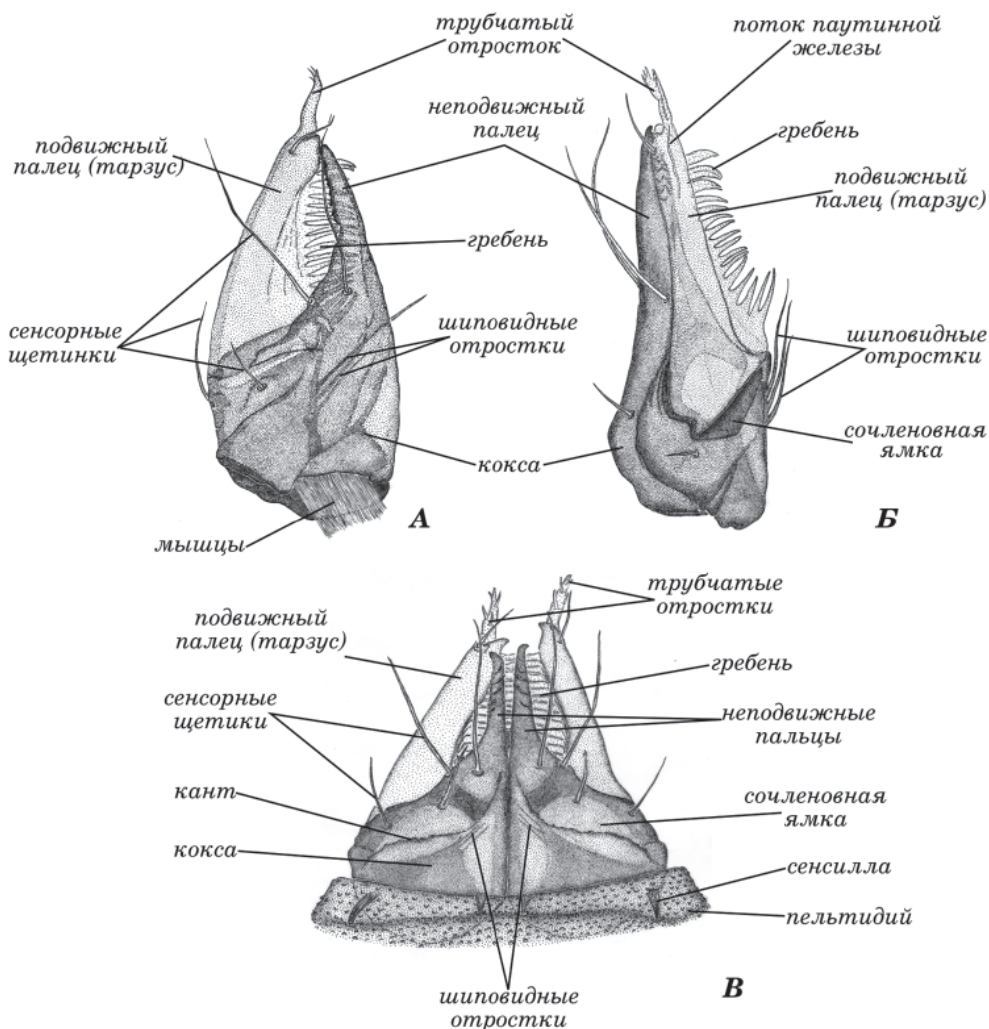 трубчатый
отросток
поток паутинной
железы
неподвижный
палец
гребень
подвижный
палец (тарзус)
подвижный
палец (тарзус)
гребень
сенсорные
щетинки
шиповидные
отростки
шиповидные
отростки
сочленовная
ямка
кокса
мышцы
А
Б
трубчатые
отростки
подвижный
палец (тарзус)
гребень
сенсорные
щетики
неподвижные
пальцы
кант
сочленовная
ямка
кокса
сенсилла
пельтидий
шиповидные
отростки
В